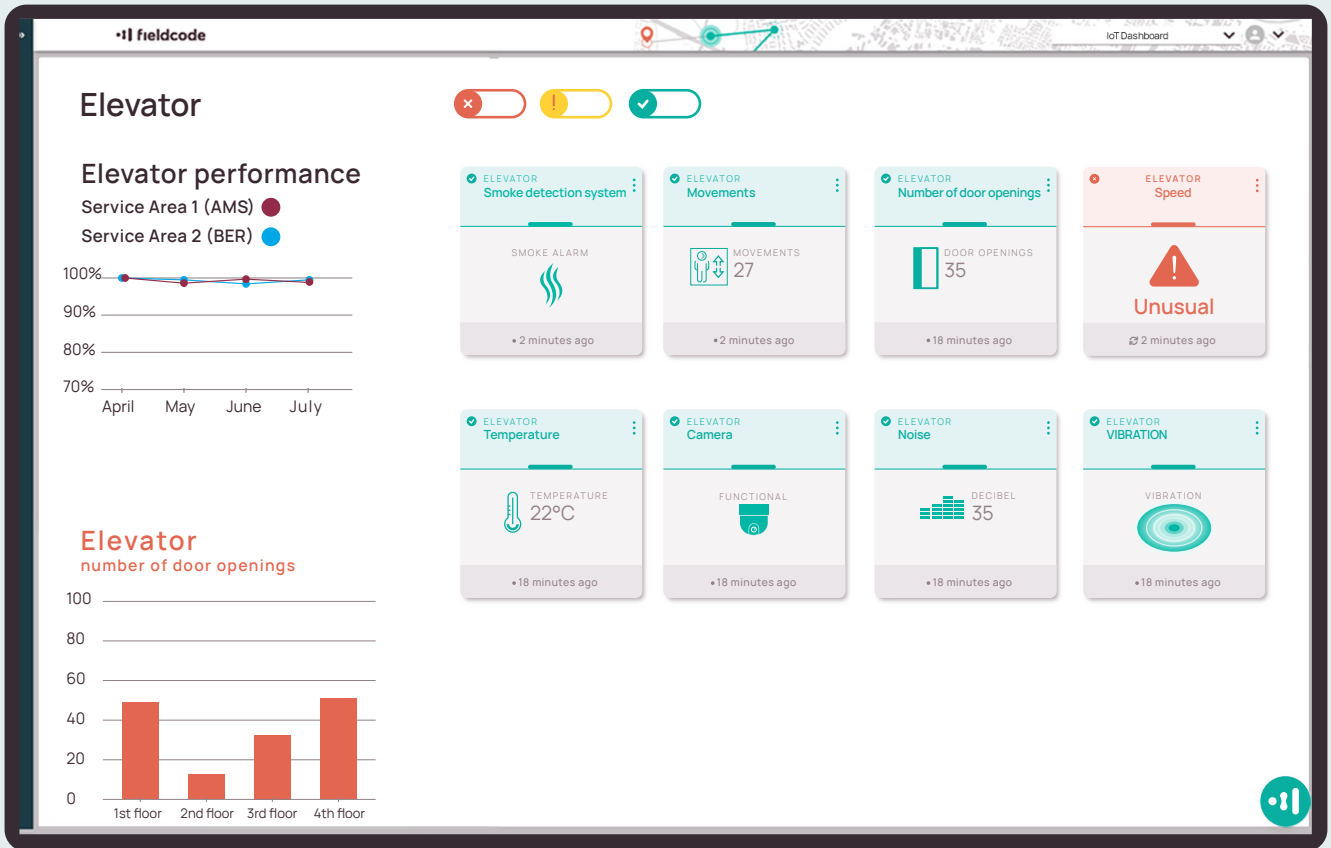 fieldcode
IoT Dashboard
Elevator
Elevator performance
Service Area 1 (AMS)
Service Area 2 (BER)
100%
90%
80%
70%
April May June July
ELEVATOR
Smoke detection system
SMOKE ALARM
2 minutes ago
ELEVATOR
Movements
MOVEMENTS
27
2 minutes ago
ELEVATOR
Number of door openings
DOOR OPENINGS
35
18 minutes ago
ELEVATOR
Speed
Unusual
2 minutes ago
ELEVATOR
Temperature
TEMPERATURE
22°C
18 minutes ago
ELEVATOR
Camera
FUNCTIONAL
18 minutes ago
ELEVATOR
Noise
DECIBEL
35
18 minutes ago
ELEVATOR
VIBRATION
VIBRATION
18 minutes ago
Elevator
number of door openings
100
80
60
40
20
0
1st floor 2nd floor 3rd floor 4th floor